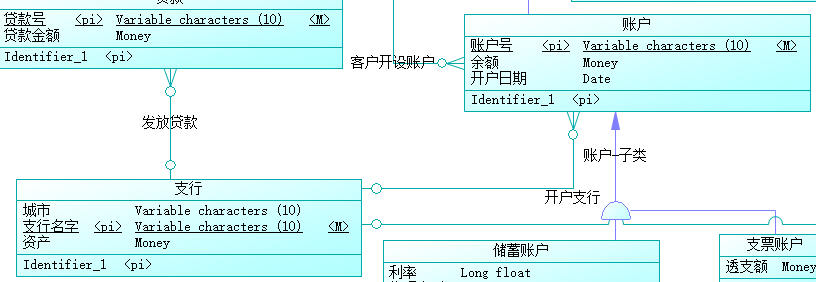 贷款
贷款号 <pi> Variable characters (10) <M>
贷款金额 Money
Identifier_1 <pi>
账户
账户号 <pi> Variable characters (10) <M>
余额 Money
开户日期 Date
Identifier_1 <pi>
客户开设账户
发放贷款
账户-子类
开户支行
支行
城市 Variable characters (10)
支行名字 <pi> Variable characters (10) <M>
资产 Money
Identifier_1 <pi>
储蓄账户
利率 Long float
支票账户
透支额 Money